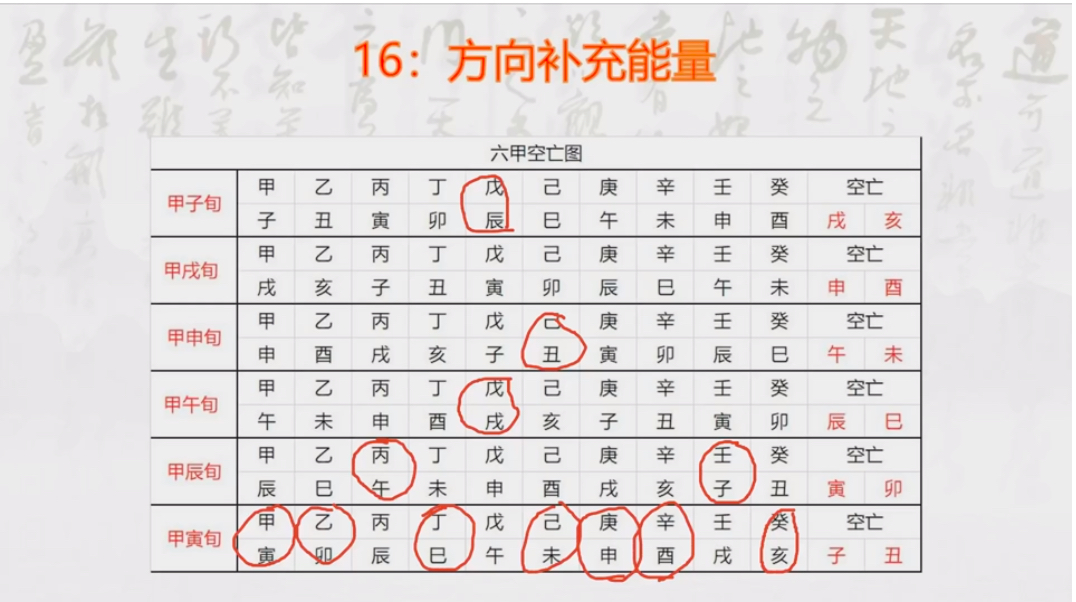 16：方向补充能量
六甲空亡图
甲子旬 甲 乙 丙 丁 戊 己 庚 辛 壬 癸 空亡
子 丑 寅 卯 辰 巳 午 未 申 酉 戌 亥
甲戌旬 甲 乙 丙 丁 戊 己 庚 辛 壬 癸 空亡
戌 亥 子 丑 寅 卯 辰 巳 午 未 申 酉
甲申旬 甲 乙 丙 丁 戊 己 庚 辛 壬 癸 空亡
申 酉 戌 亥 子 丑 寅 卯 辰 巳 午 未
甲午旬 甲 乙 丙 丁 戊 己 庚 辛 壬 癸 空亡
午 未 申 酉 戌 亥 子 丑 寅 卯 辰 巳
甲辰旬 甲 乙 丙 丁 戊 己 庚 辛 壬 癸 空亡
辰 巳 午 未 申 酉 戌 亥 子 丑 寅 卯
甲寅旬 甲 乙 丙 丁 戊 己 庚 辛 壬 癸 空亡
寅 卯 辰 巳 午 未 申 酉 戌 亥 子 丑